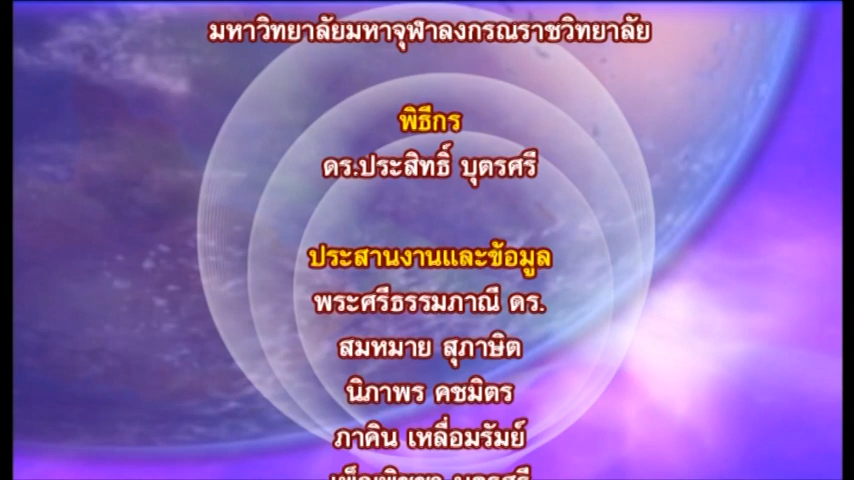 มหาวิทยาลัยมหาจุฬาลงกรณราชวิทยาลัย
พิธีกร
ดร.ประสิทธิ์ บุตรศรี
ประสานงานและข้อมูล
พระศรีธรรมภาณี ดร.
สมหมาย สุภาษิต
นิภาพร คชมิตร
ภาคิน เหลื่อมรัมย์
บุตรศรี